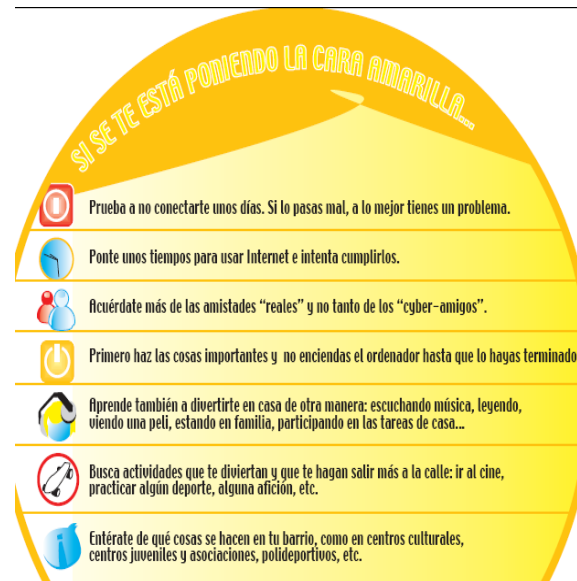 SI SE TE ESTÁ PONIENDO LA CARA AMARILLA...
Prueba a no conectarte unos días. Si lo pasas mal, a lo mejor tienes un problema.
Ponte unos tiempos para usar Internet e intenta cumplirlos.
Acuérdate más de las amistades “reales” y no tanto de los “cyber-amigos”.
Primero haz las cosas importantes y no enciendas el ordenador hasta que lo hayas terminado
Aprende también a divertirte en casa de otra manera: escuchando música, leyendo,
viendo una peli, estando en familia, participando en las tareas de casa...
Busca actividades que te diviertan y que te hagan salir más a la calle: ir al cine,
practicar algún deporte, alguna afición, etc.
Entérate de qué cosas se hacen en tu barrio, como en centros culturales,
centros juveniles y asociaciones, polideportivos, etc.